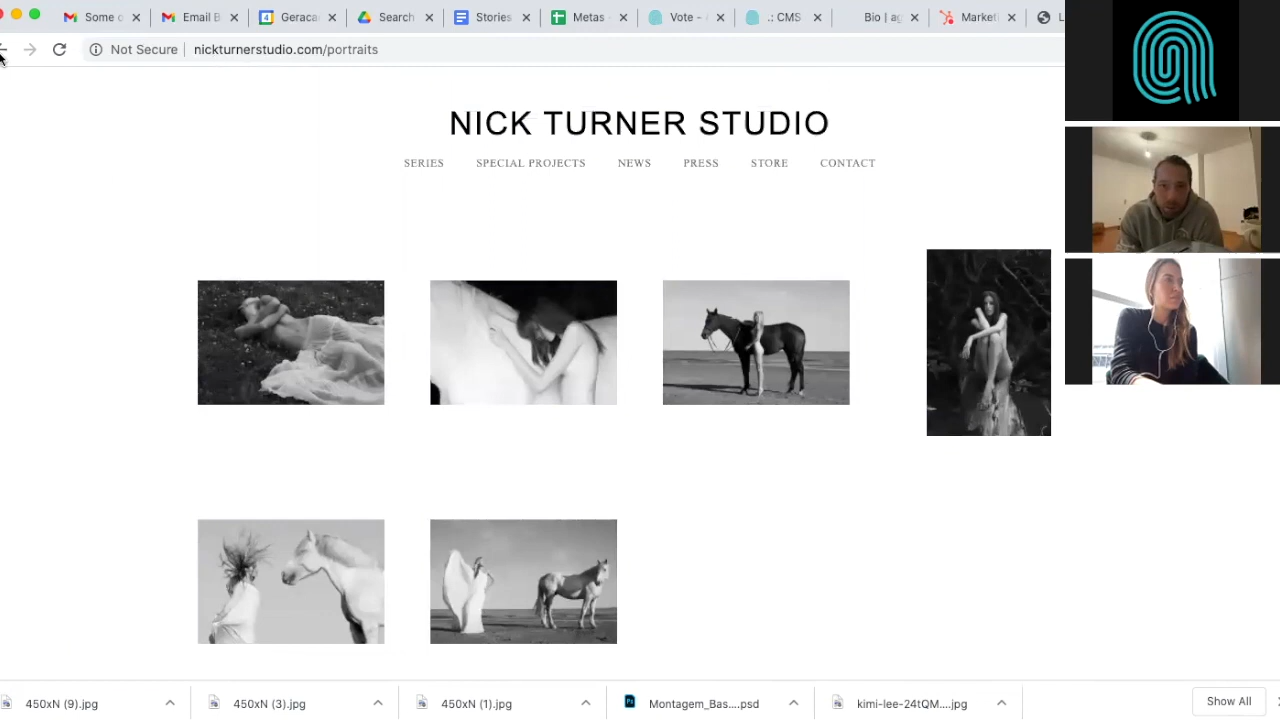 Some o
Email B
Geraca
Search
Stories
Metas -
Vote - A
.: CMS
Bio | ag
Marketi
L
Not Secure
nickturnerstudio.com/portraits
NICK TURNER STUDIO
SERIES SPECIAL PROJECTS NEWS PRESS STORE CONTACT
450xN (9).jpg
450xN (3).jpg
450xN (1).jpg
Montagem_Bas....psd
kimi-lee-24tQM....jpg
Show All